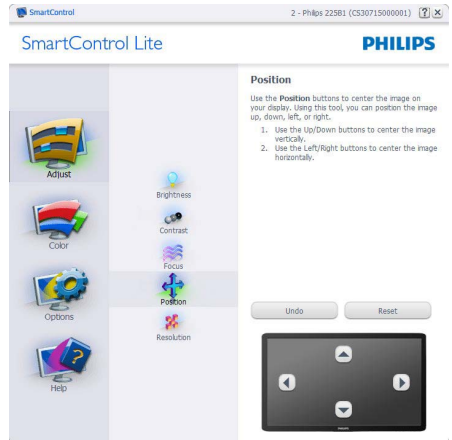 SmartControl
2 - Philips 225B1 (CS30715000001)
SmartControl Lite
PHILIPS
Adjust
Color
Options
Help
Brightness
Contrast
Focus
Position
Resolution
Position
Use the Position buttons to center the image on
your display. Using this tool, you can position the image
up, down, left, or right.
1. Use the Up/Down buttons to center the image
vertically.
2. Use the Left/Right buttons to center the image
horizontally.
Undo
Reset